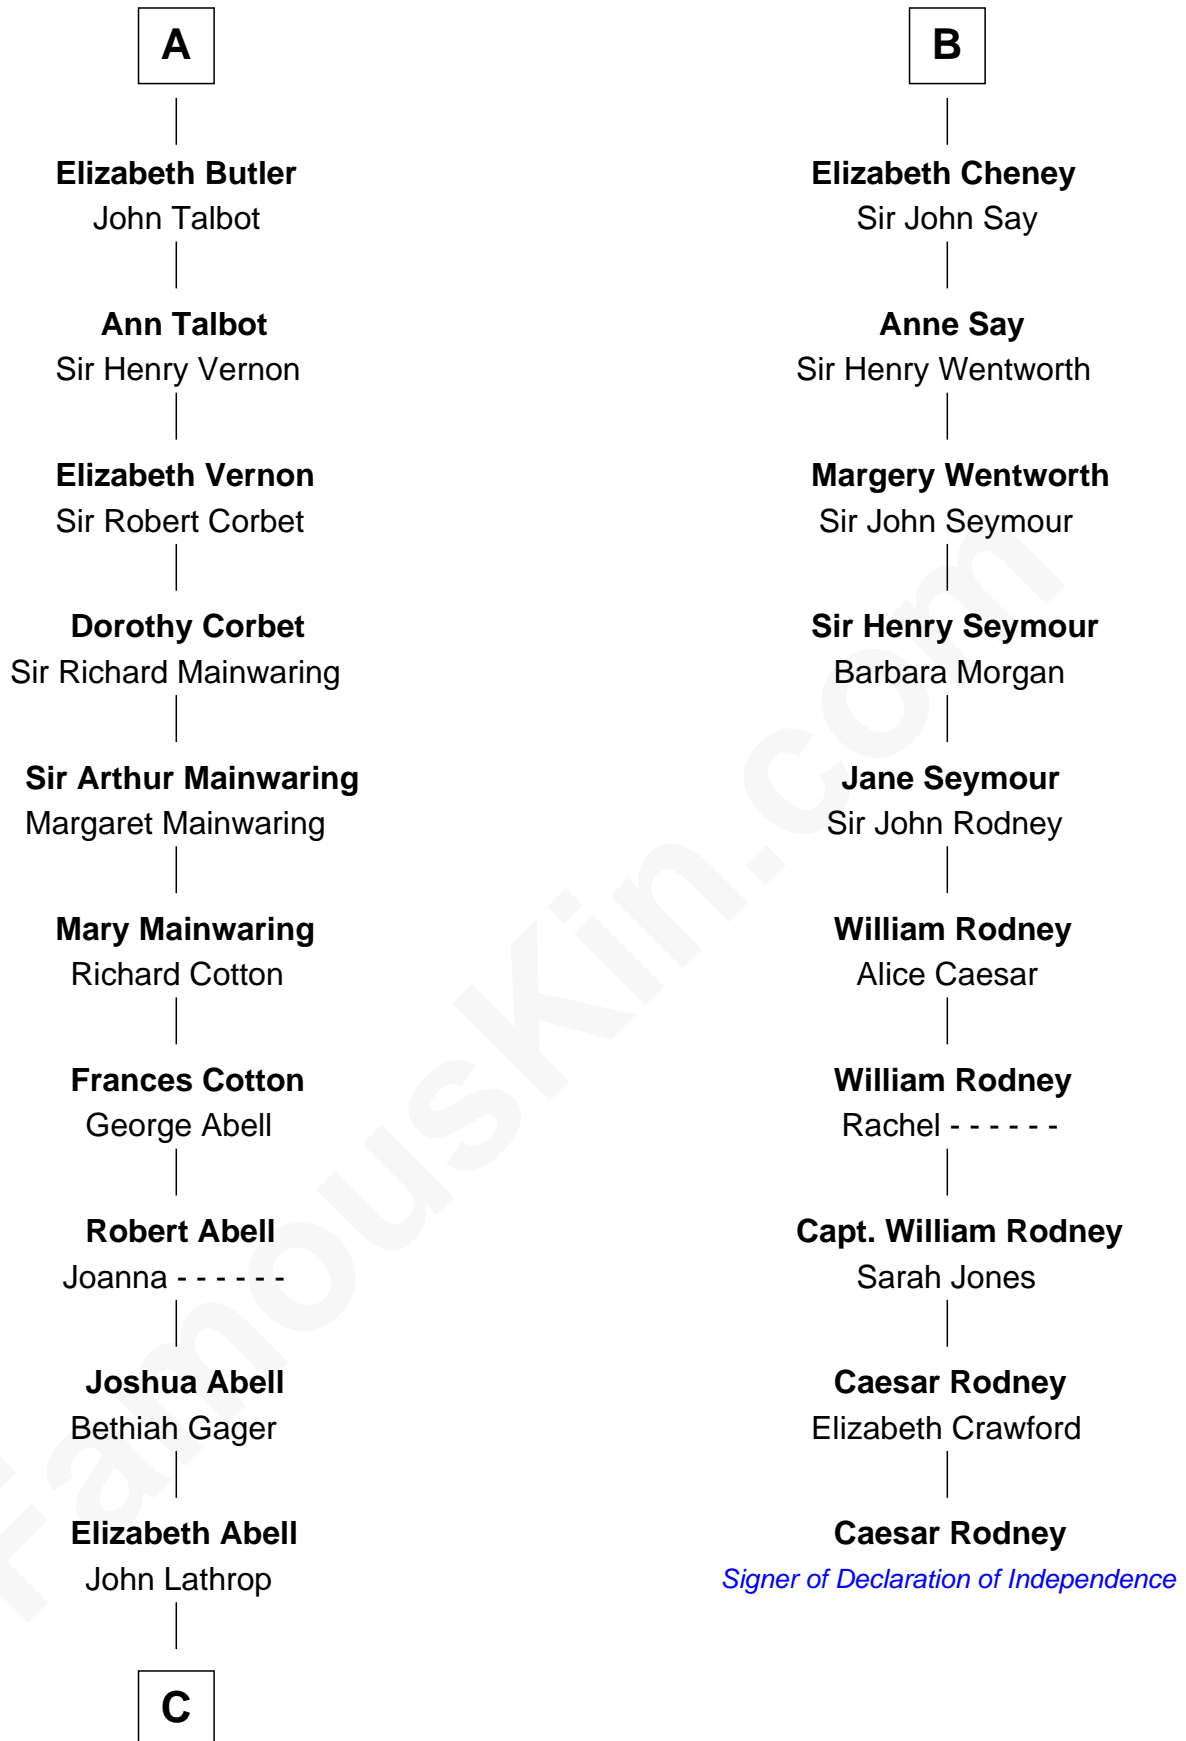 A
Elizabeth Butler
John Talbot
Ann Talbot
Sir Henry Vernon
Elizabeth Vernon
Sir Robert Corbet
Dorothy Corbet
Sir Richard Mainwaring
Sir Arthur Mainwaring
Margaret Mainwaring
Mary Mainwaring
Richard Cotton
Frances Cotton
George Abell
Robert Abell
Joanna - - - - - -
Joshua Abell
Bethiah Gager
Elizabeth Abell
John Lathrop
C
B
Elizabeth Cheney
Sir John Say
Anne Say
Sir Henry Wentworth
Margery Wentworth
Sir John Seymour
Sir Henry Seymour
Barbara Morgan
Jane Seymour
Sir John Rodney
William Rodney
Alice Caesar
William Rodney
Rachel - - - - - -
Capt. William Rodney
Sarah Jones
Caesar Rodney
Elizabeth Crawford
Caesar Rodney
Signer of Declaration of Independence
FamousKin.com